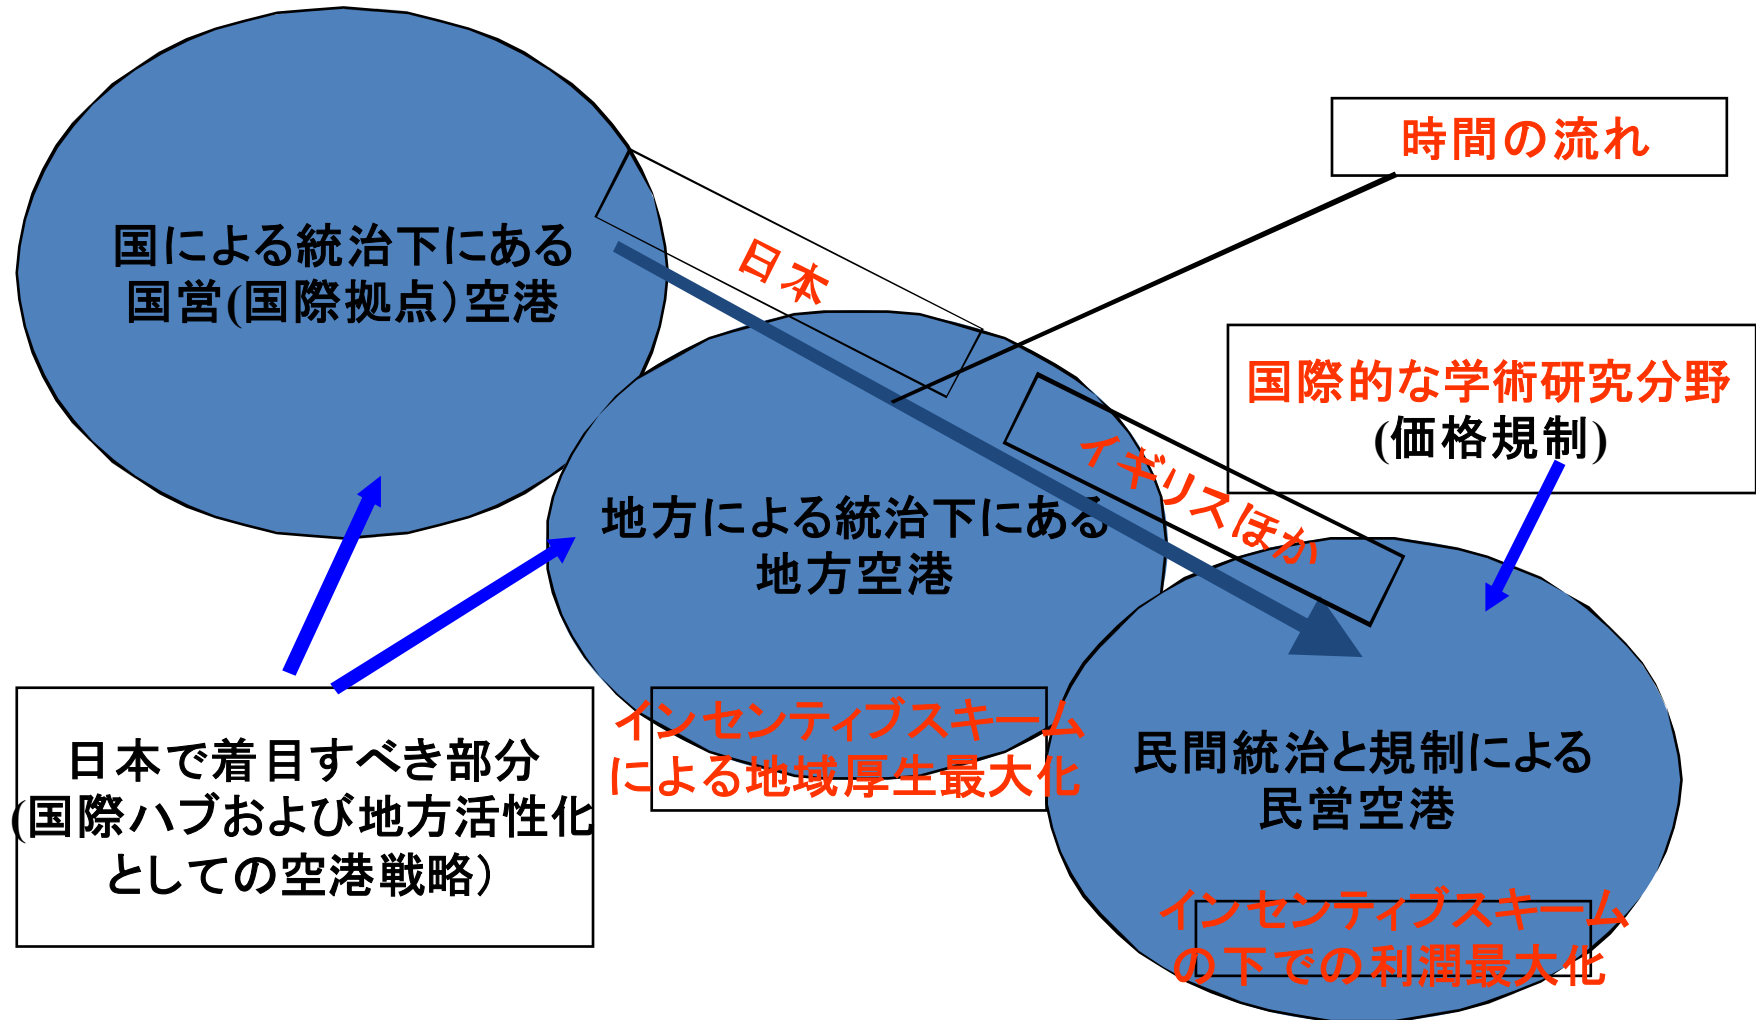 時間の流れ
国による統治下にある
国営(国際拠点)空港
日本
国際的な学術研究分野
(価格規制)
イギリスほか
地方による統治下にある
地方空港
インセンティブスキーム
による地域厚生最大化
日本で着目すべき部分
(国際ハブおよび地方活性化
としての空港戦略)
民間統治と規制による
民営空港
インセンティブスキーム
の下での利潤最大化